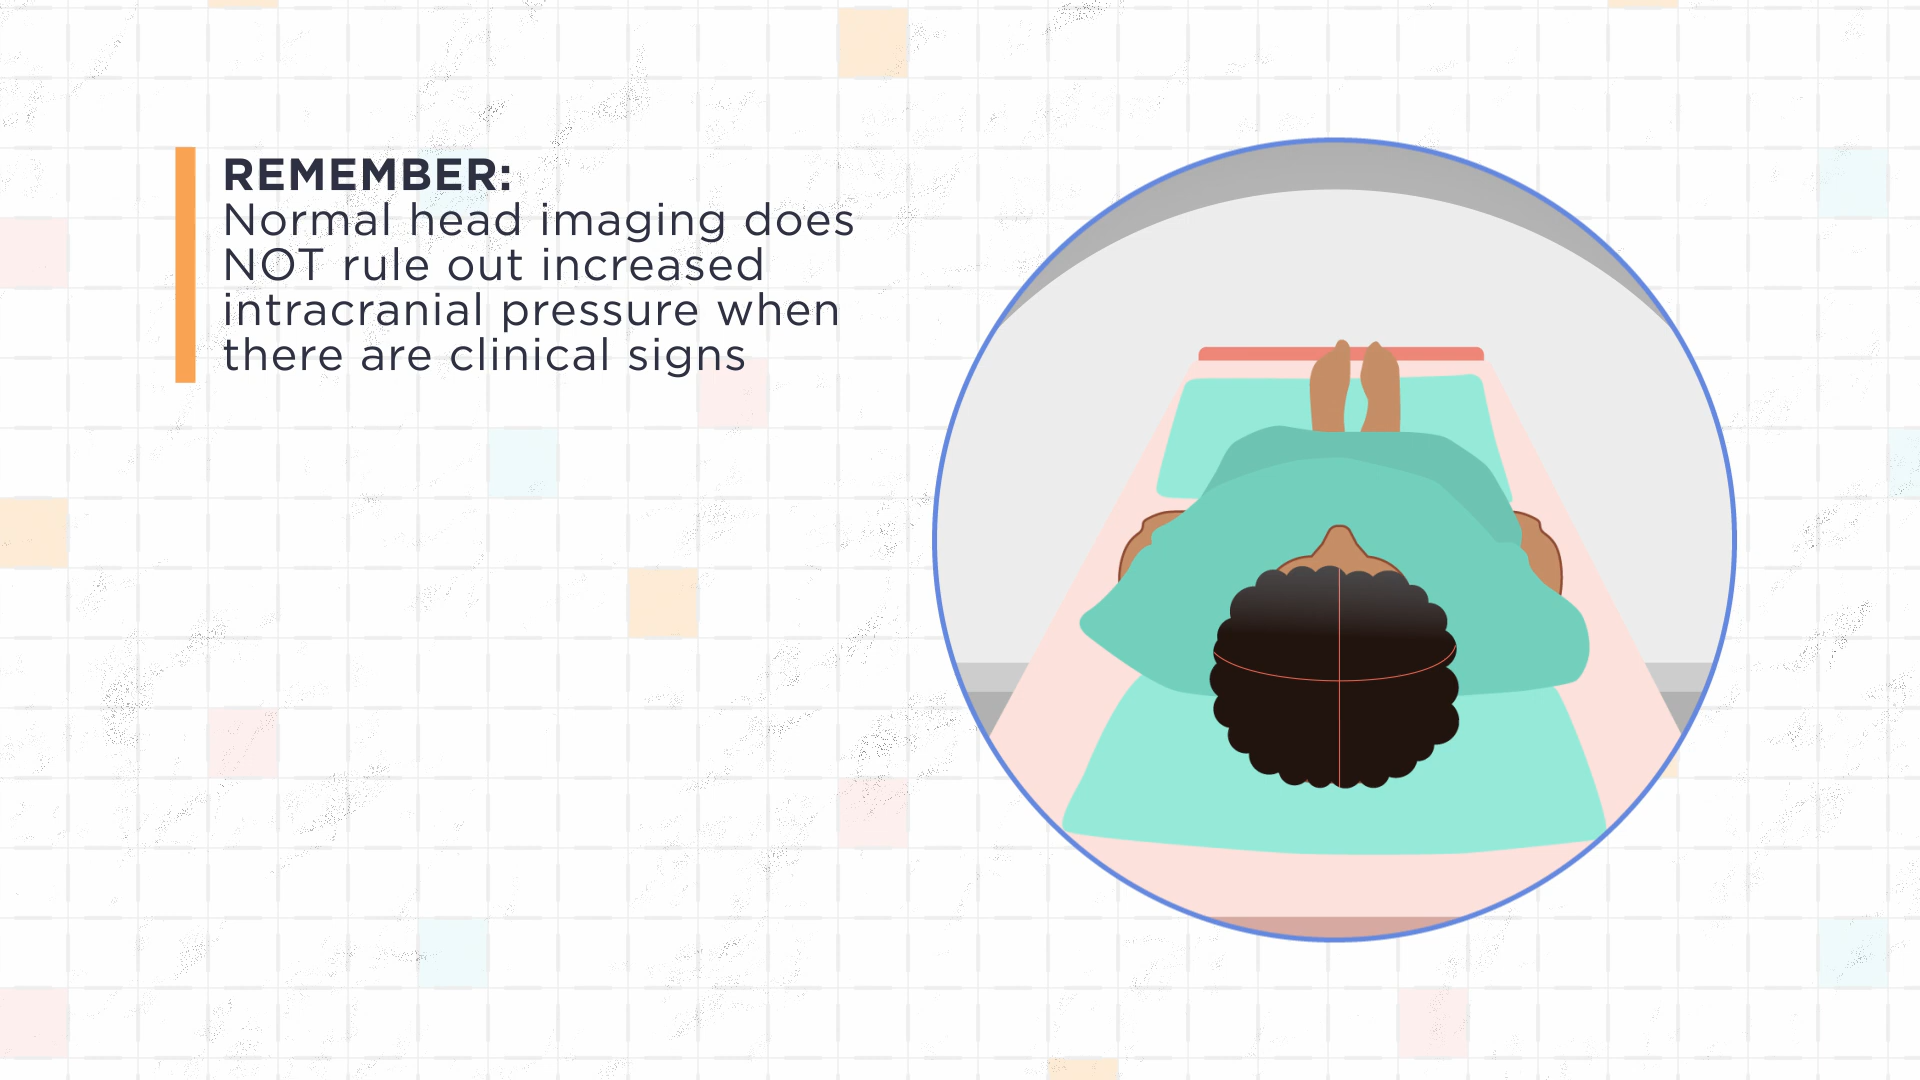 REMEMBER:
Normal head imaging does
NOT rule out increased
intracranial pressure when
there are clinical signs